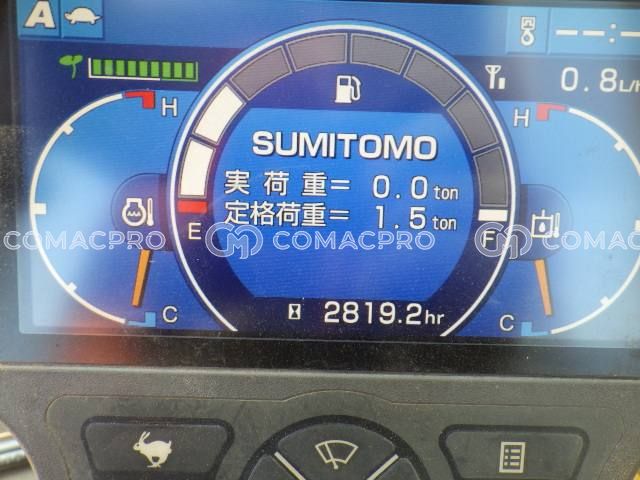 A
--:-
0.8L/h
H
H
SUMITOMO
実荷重= 0.0ton
定格荷重= 1.5ton
E
F
COMACPRO COMACPRO COMACPRO
C
2819.2hr
C